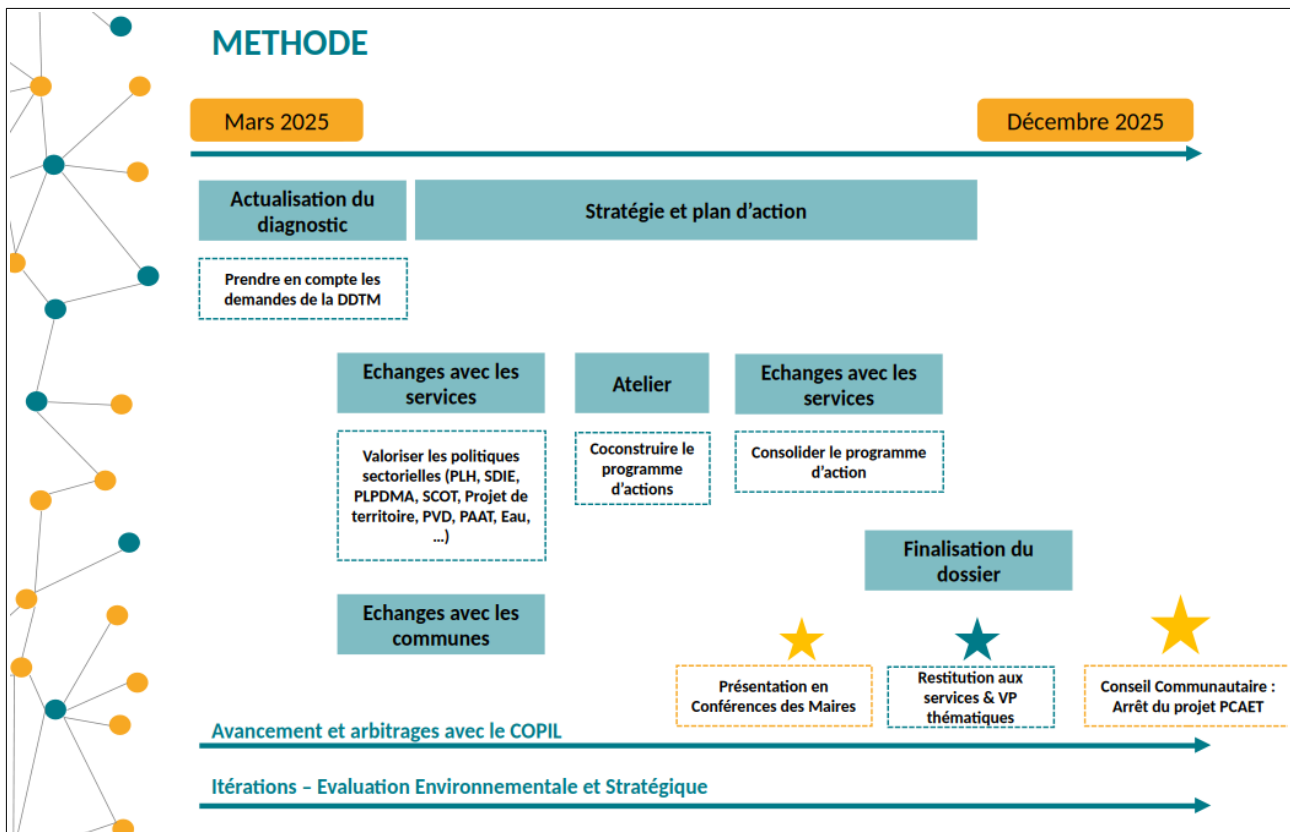 METHODE
Mars 2025
Décembre 2025
Actualisation du
diagnostic
Stratégie et plan d’action
Prendre en compte les
demandes de la DDTM
Echanges avec les
services
Atelier
Echanges avec les
services
Valoriser les politiques
sectorielles (PLH, SDIE,
PLPDMA, SCOT, Projet de
territoire, PVD, PAAT, Eau,
…)
Coconstruire le
programme
d’actions
Consolider le programme
d’action
Finalisation du
dossier
Echanges avec les
communes
Présentation en
Conférences des Maires
Restitution aux
services & VP
thématiques
Conseil Communautaire :
Arrêt du projet PCAET
Avancement et arbitrages avec le COPIL
Itérations – Evaluation Environnementale et Stratégique